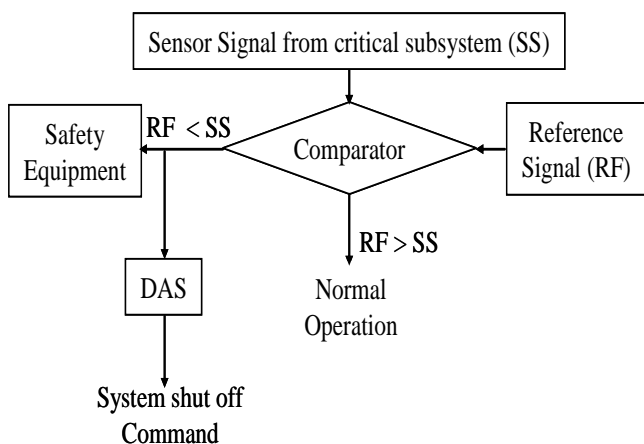 Sensor Signal from critical subsystem (SS)
Safety
Equipment
RF < SS
Comparator
Reference
Signal (RF)
RF > SS
DAS
Normal
Operation
System shut off
Command